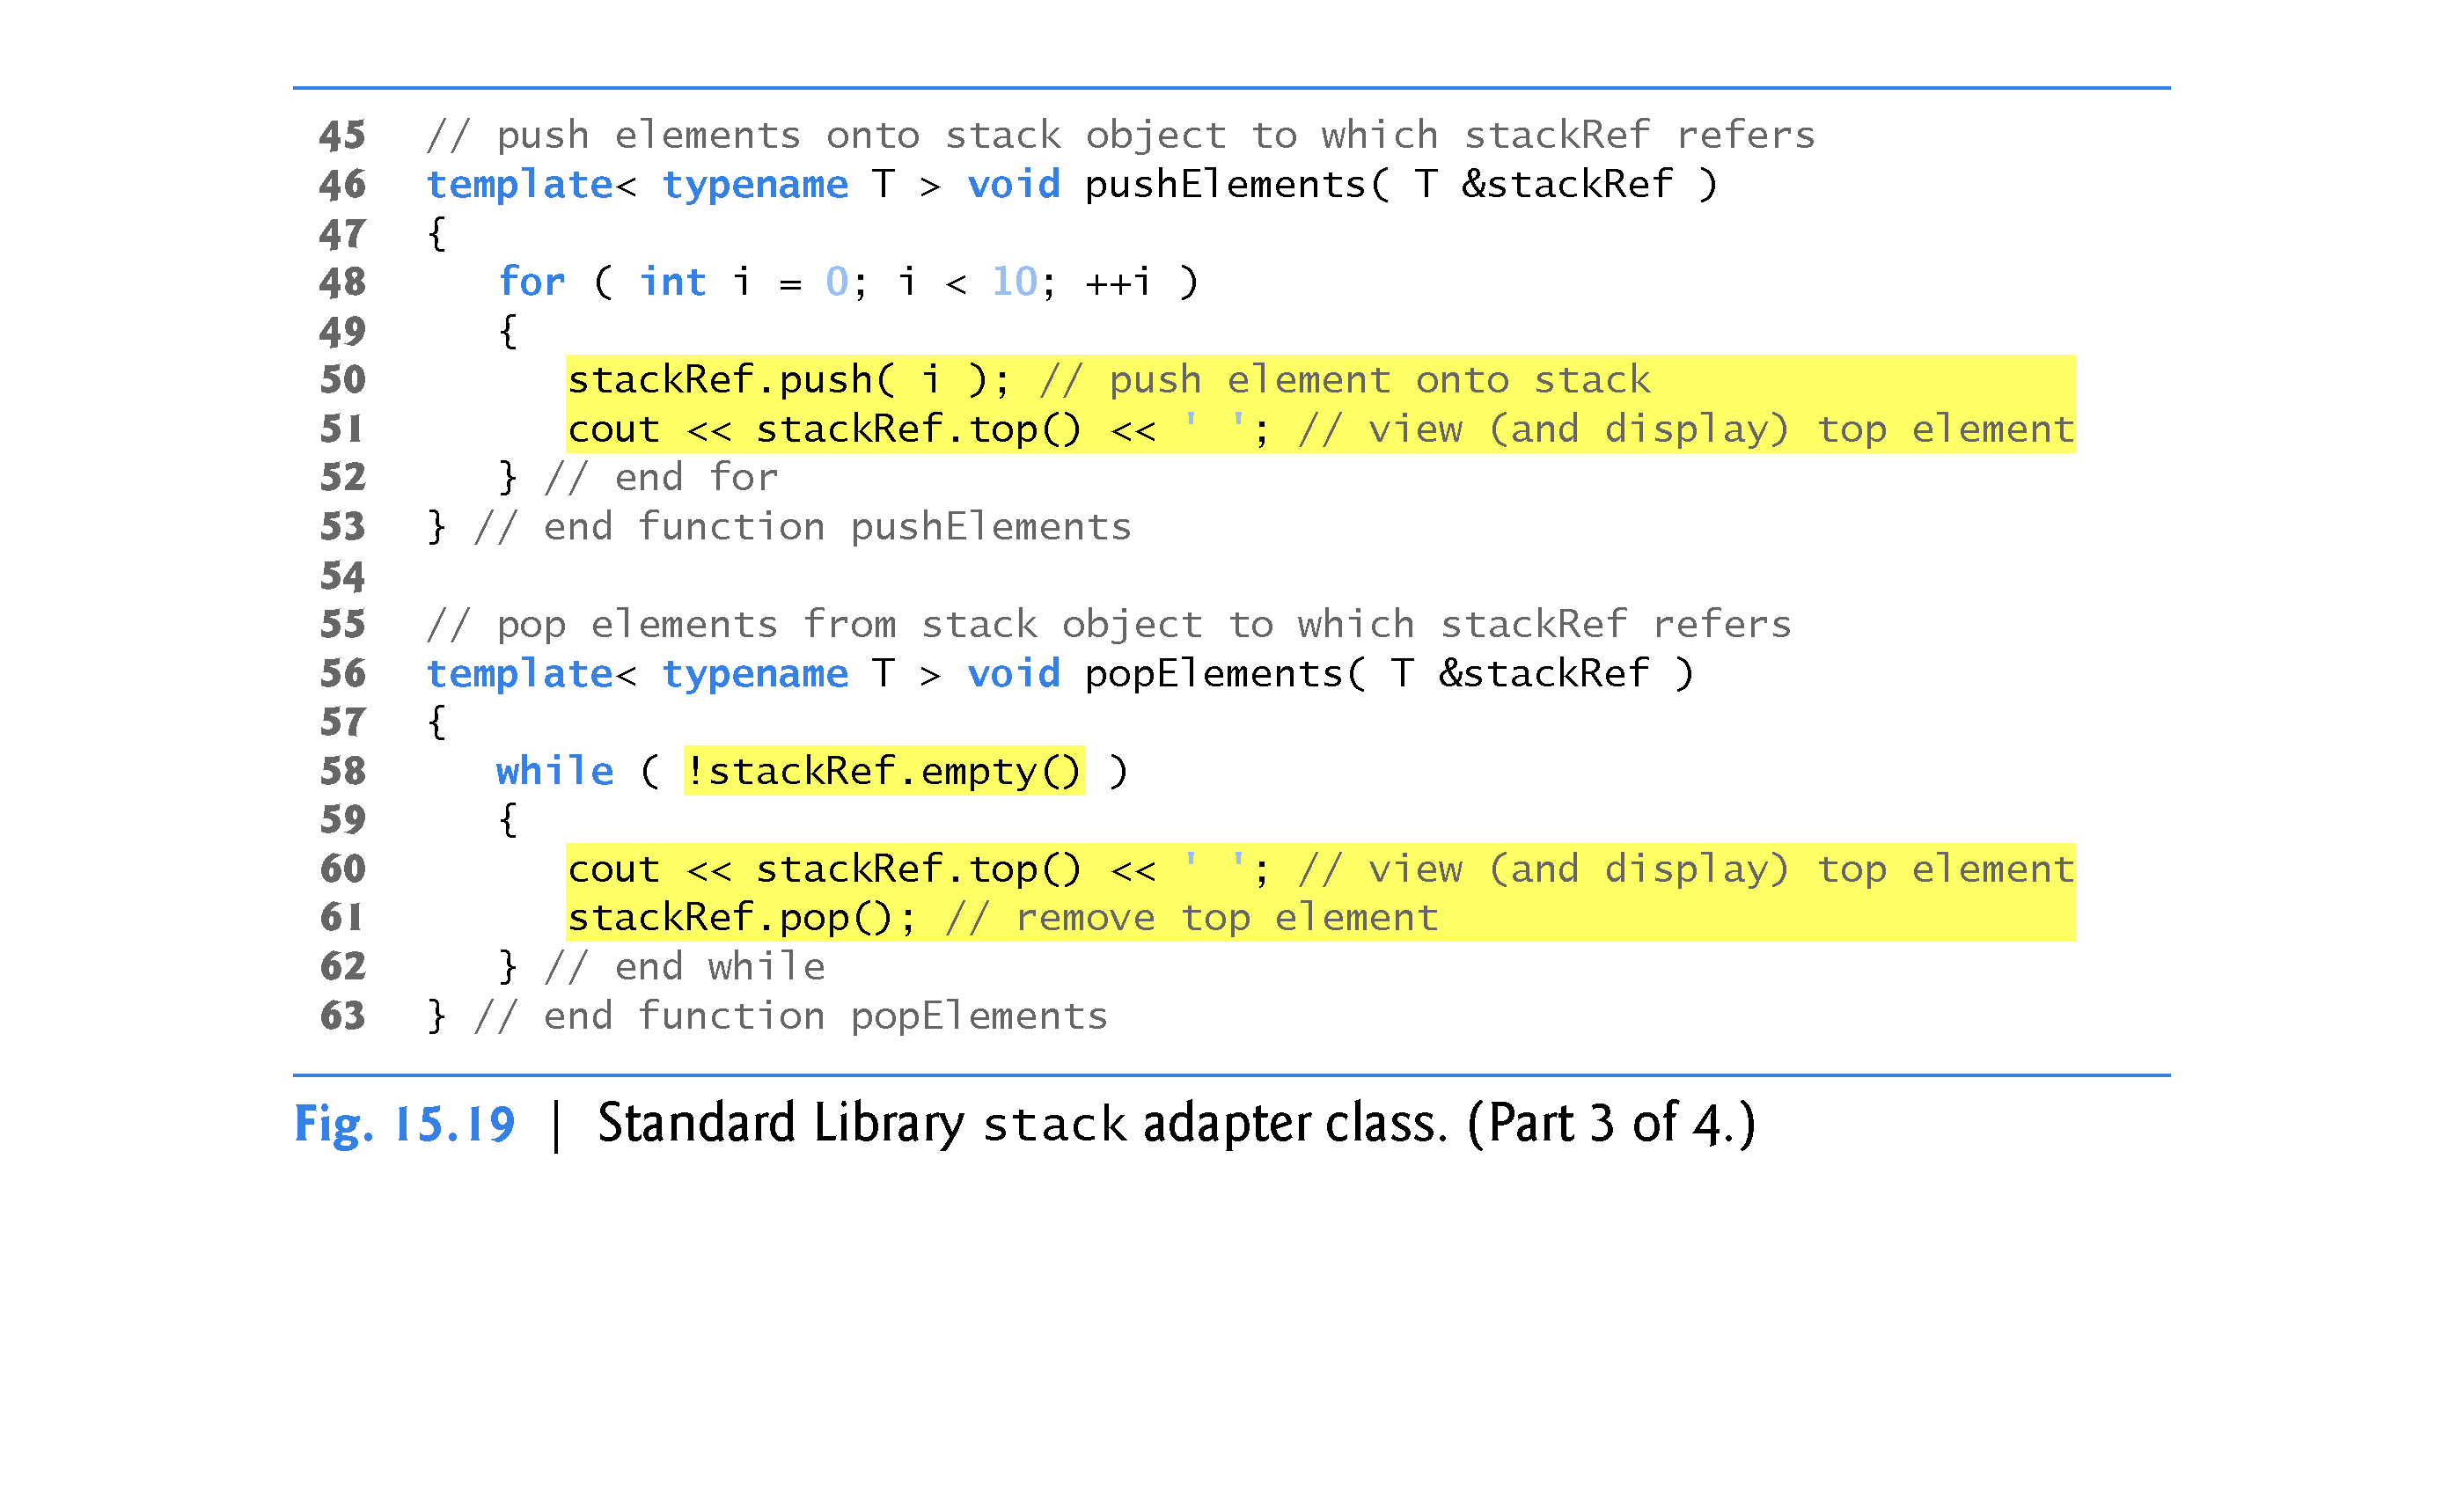 45 // push elements onto stack object to which stackRef refers
46 template< typename T > void pushElements( T &stackRef )
47 {
48 for ( int i = 0; i < 10; ++i )
49 {
50 stackRef.push( i ); // push element onto stack
51 cout << stackRef.top() << ' '; // view (and display) top element
52 } // end for
53 } // end function pushElements
54
55 // pop elements from stack object to which stackRef refers
56 template< typename T > void popElements( T &stackRef )
57 {
58 while ( !stackRef.empty() )
59 {
60 cout << stackRef.top() << ' '; // view (and display) top element
61 stackRef.pop(); // remove top element
62 } // end while
63 } // end function popElements
Fig. 15.19 | Standard Library stack adapter class. (Part 3 of 4.)